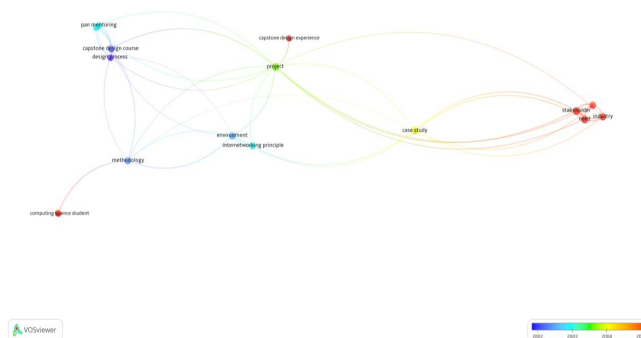 pan mentoring
capstone design experience
capstone design course
design process
project
stakeholder
industry
need
case study
environment
internetworking principle
methodology
computing science student
VOSviewer
2002 2003 2004